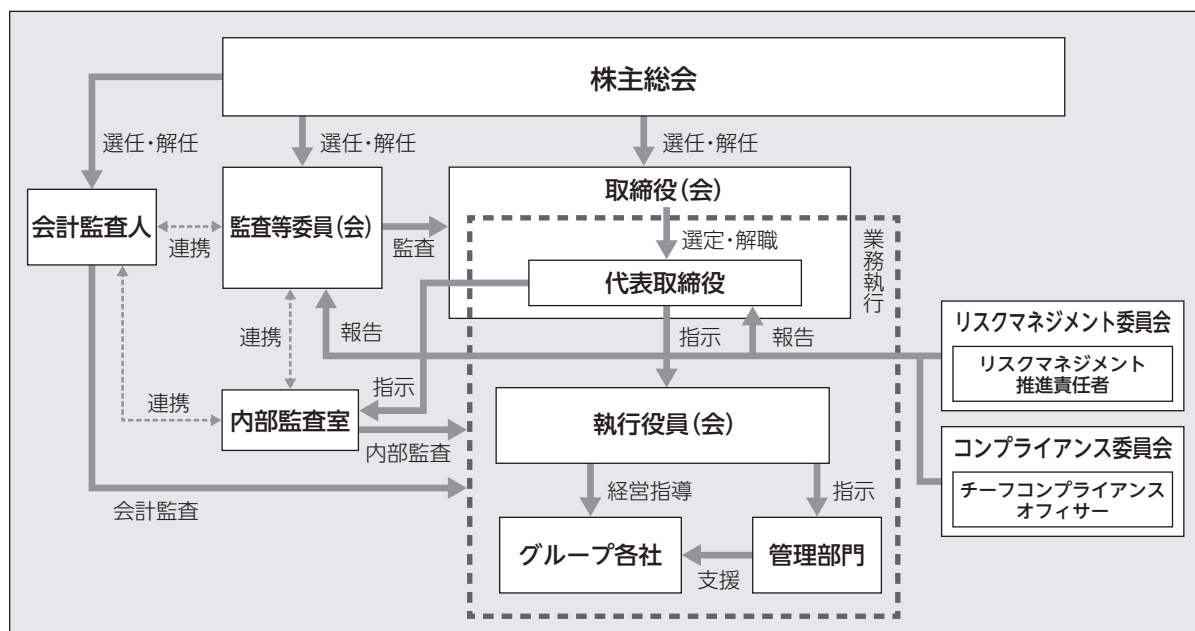 株主総会
選任・解任
選任・解任
選任・解任
会計監査人
連携
監査等委員(会)
監査
取締役(会)
選定・解職
業務執行
代表取締役
連携
報告
指示
報告
リスクマネジメント委員会
リスクマネジメント
推進責任者
連携
指示
内部監査室
内部監査
執行役員(会)
コンプライアンス委員会
チーフコンプライアンス
オフィサー
会計監査
経営指導
指示
グループ各社
支援
管理部門